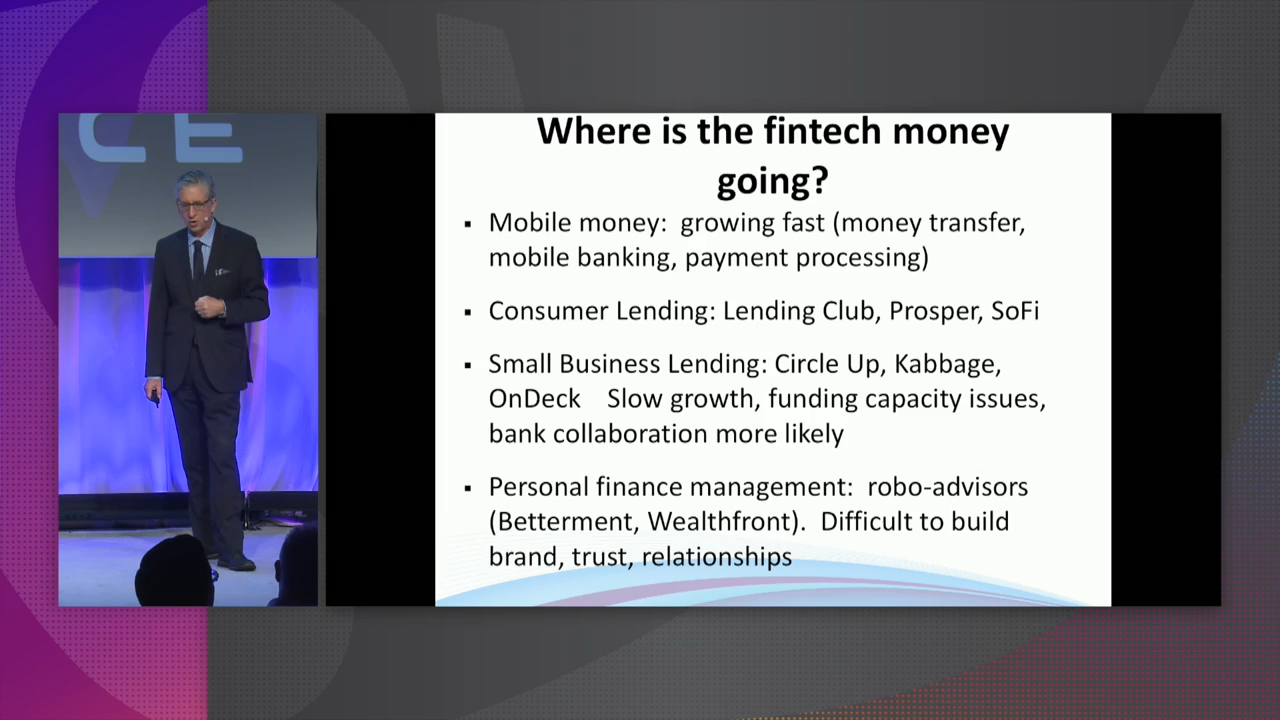 CE
Where is the fintech money
going?
▪ Mobile money: growing fast (money transfer,
mobile banking, payment processing)
▪ Consumer Lending: Lending Club, Prosper, SoFi
▪ Small Business Lending: Circle Up, Kabbage,
OnDeck Slow growth, funding capacity issues,
bank collaboration more likely
▪ Personal finance management: robo-advisors
(Betterment, Wealthfront). Difficult to build
brand, trust, relationships